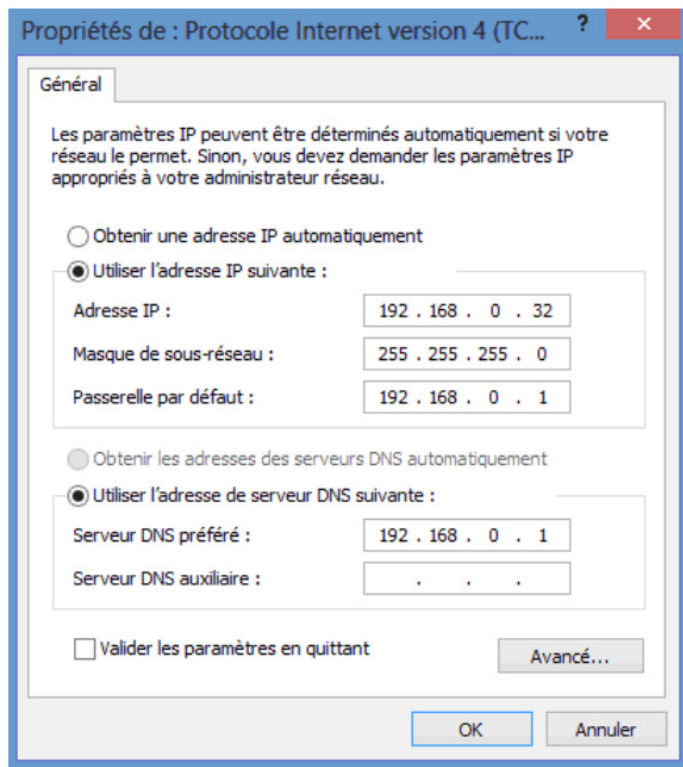 Propriétés de : Protocole Internet version 4 (TC... ?
Général
Les paramètres IP peuvent être déterminés automatiquement si votre
réseau le permet. Sinon, vous devez demander les paramètres IP
appropriés à votre administrateur réseau.
Obtenir une adresse IP automatiquement
Utiliser l'adresse IP suivante :
Adresse IP : 192 . 168 . 0 . 32
Masque de sous-réseau : 255 . 255 . 255 . 0
Passerelle par défaut : 192 . 168 . 0 . 1
Obtenir les adresses des serveurs DNS automatiquement
Utiliser l'adresse de serveur DNS suivante :
Serveur DNS préféré : 192 . 168 . 0 . 1
Serveur DNS auxiliaire : . . .
Valider les paramètres en quittant
Avancé...
OK Annuler